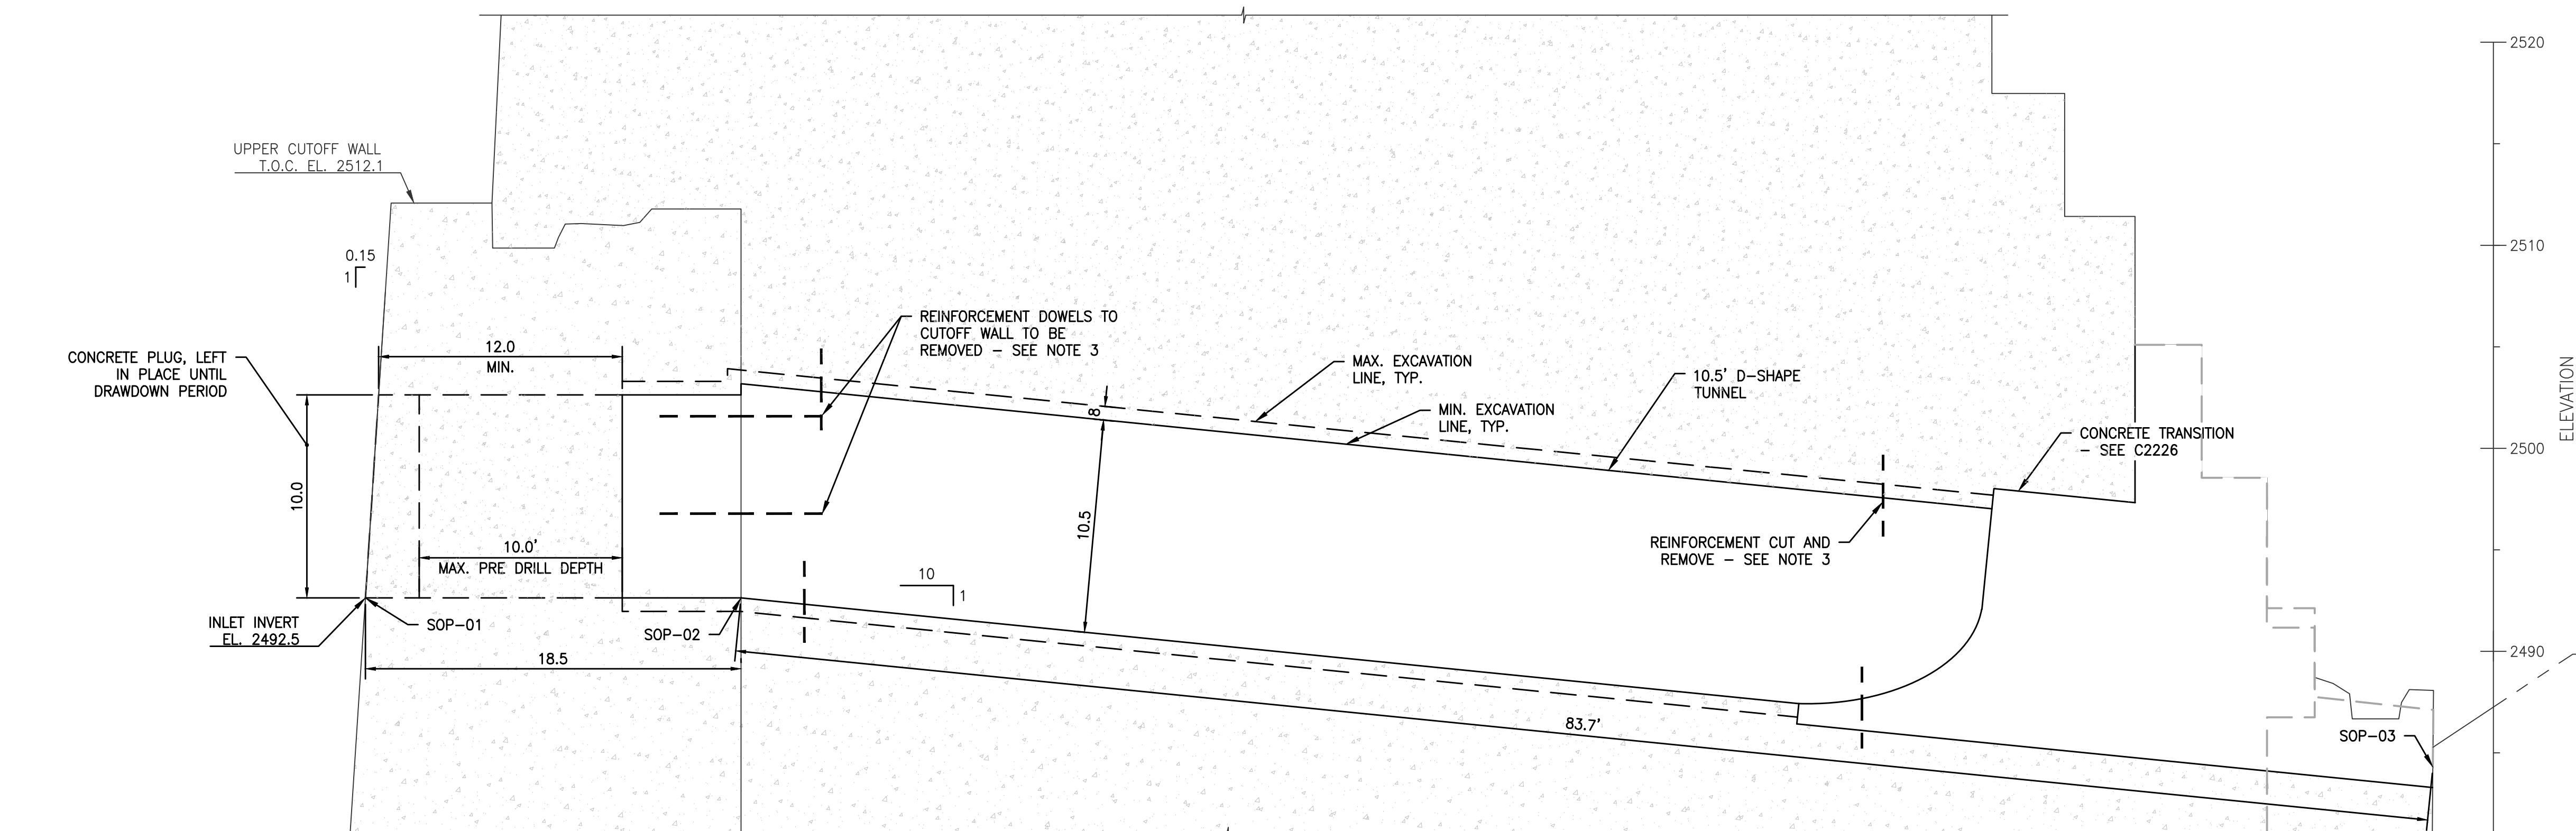 2520
UPPER CUTOFF WALL
T.O.C. EL. 2512.1
2510
0.15
1
REINFORCEMENT DOWELS TO
CUTOFF WALL TO BE
REMOVED – SEE NOTE 3
12.0
MIN.
CONCRETE PLUG, LEFT
IN PLACE UNTIL
DRAWDOWN PERIOD
MAX. EXCAVATION
LINE, TYP.
10.5' D–SHAPE
TUNNEL
ELEVATION
8
MIN. EXCAVATION
LINE, TYP.
CONCRETE TRANSITION
– SEE C2226
2500
10.0
10.5
10.0'
MAX. PRE DRILL DEPTH
REINFORCEMENT CUT AND
REMOVE – SEE NOTE 3
10
1
INLET INVERT
EL. 2492.5
SOP–01
SOP–02
18.5
2490
83.7'
SOP–03